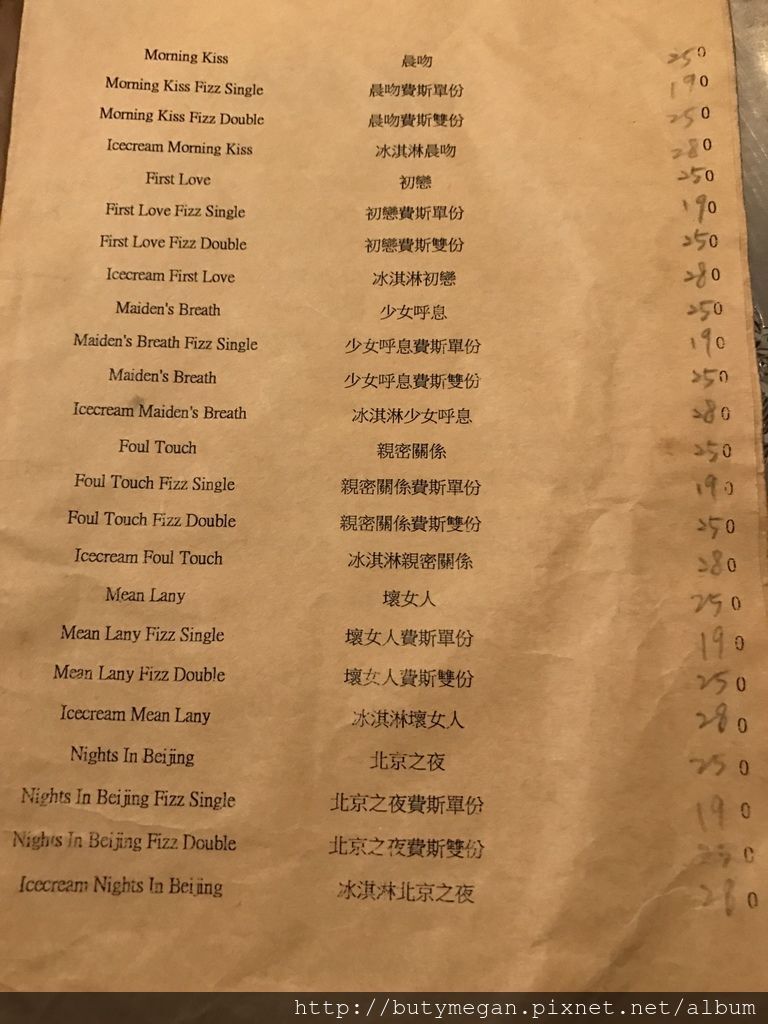 Morning Kiss 晨吻 250
Morning Kiss Fizz Single 晨吻費斯單份 190
Morning Kiss Fizz Double 晨吻費斯雙份 250
Icecream Morning Kiss 冰淇淋晨吻 280
First Love 初戀 250
First Love Fizz Single 初戀費斯單份 190
First Love Fizz Double 初戀費斯雙份 250
Icecream First Love 冰淇淋初戀 280
Maiden's Breath 少女呼息 250
Maiden's Breath Fizz Single 少女呼息費斯單份 190
Maiden's Breath 少女呼息費斯雙份 250
Icecream Maiden's Breath 冰淇淋少女呼息 280
Foul Touch 親密關係 250
Foul Touch Fizz Single 親密關係費斯單份 190
Foul Touch Fizz Double 親密關係費斯雙份 250
Icecream Foul Touch 冰淇淋親密關係 280
Mean Lany 壞女人 250
Mean Lany Fizz Single 壞女人費斯單份 190
Mean Lany Fizz Double 壞女人費斯雙份 250
Icecream Mean Lany 冰淇淋壞女人 280
Nights In Beijing 北京之夜 250
Nights In Beijing Fizz Single 北京之夜費斯單份 190
Nights In Beijing Fizz Double 北京之夜費斯雙份 250
Icecream Nights In Beijing 冰淇淋北京之夜 280
http://butymegan.pixnet.net/album